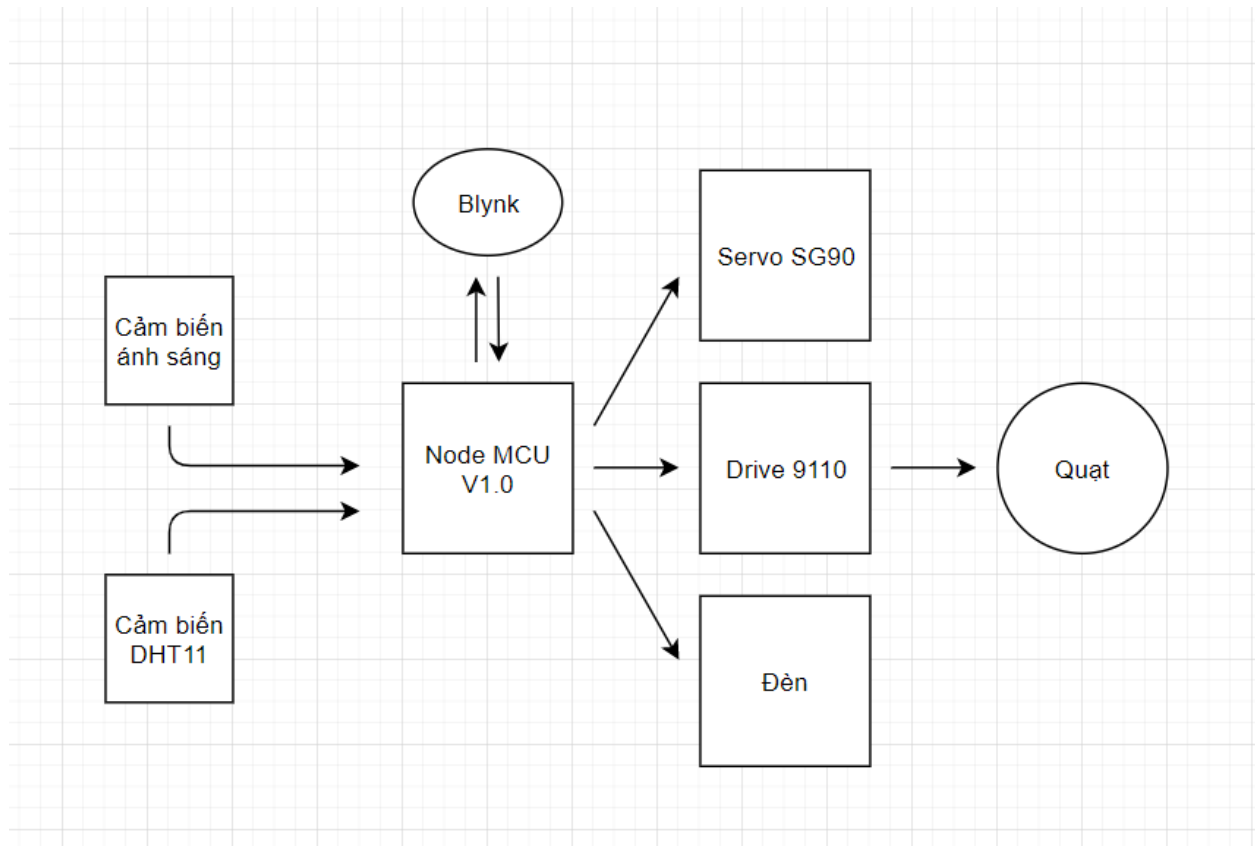 Blynk
Servo SG90
Cảm biến
ánh sáng
Node MCU
V1.0
Drive 9110
Quạt
Cảm biến
DHT11
Đèn